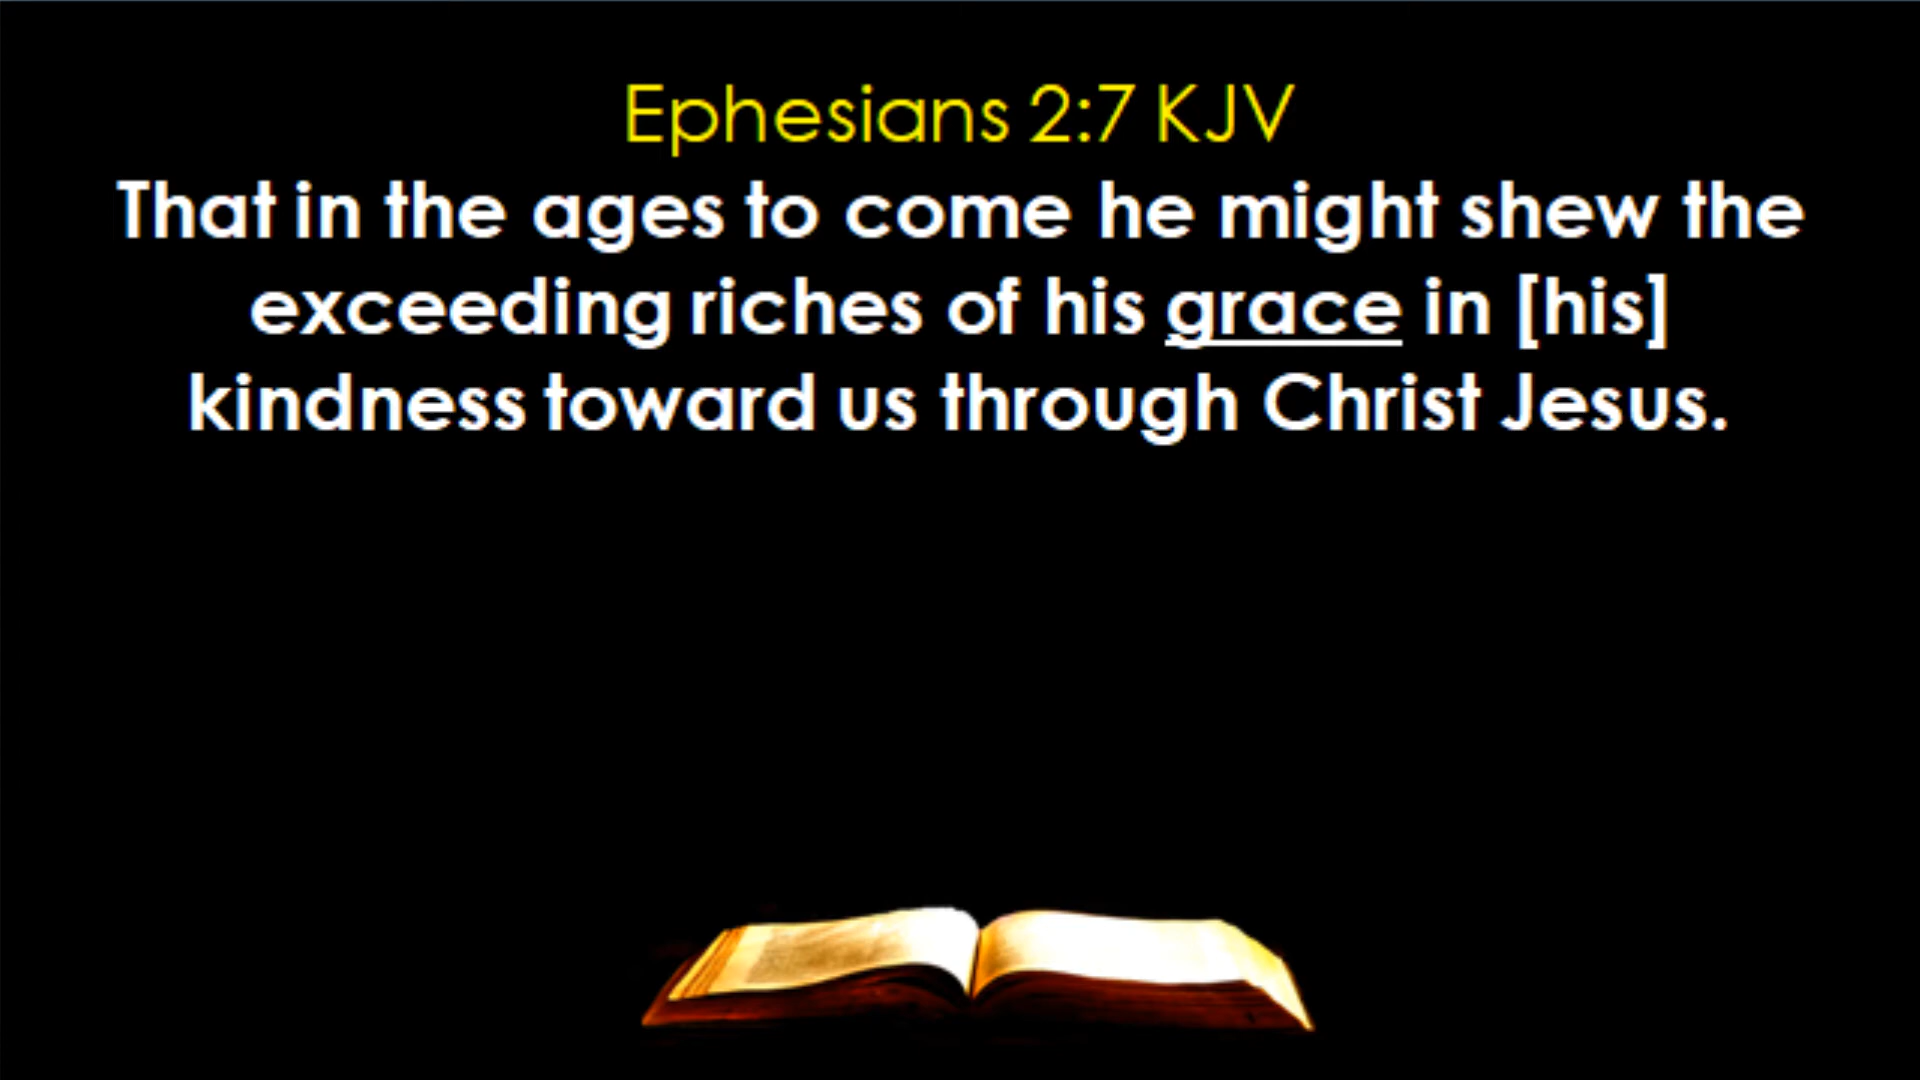 Ephesians 2:7 KJV
That in the ages to come he might shew the
exceeding riches of his grace in [his]
kindness toward us through Christ Jesus.